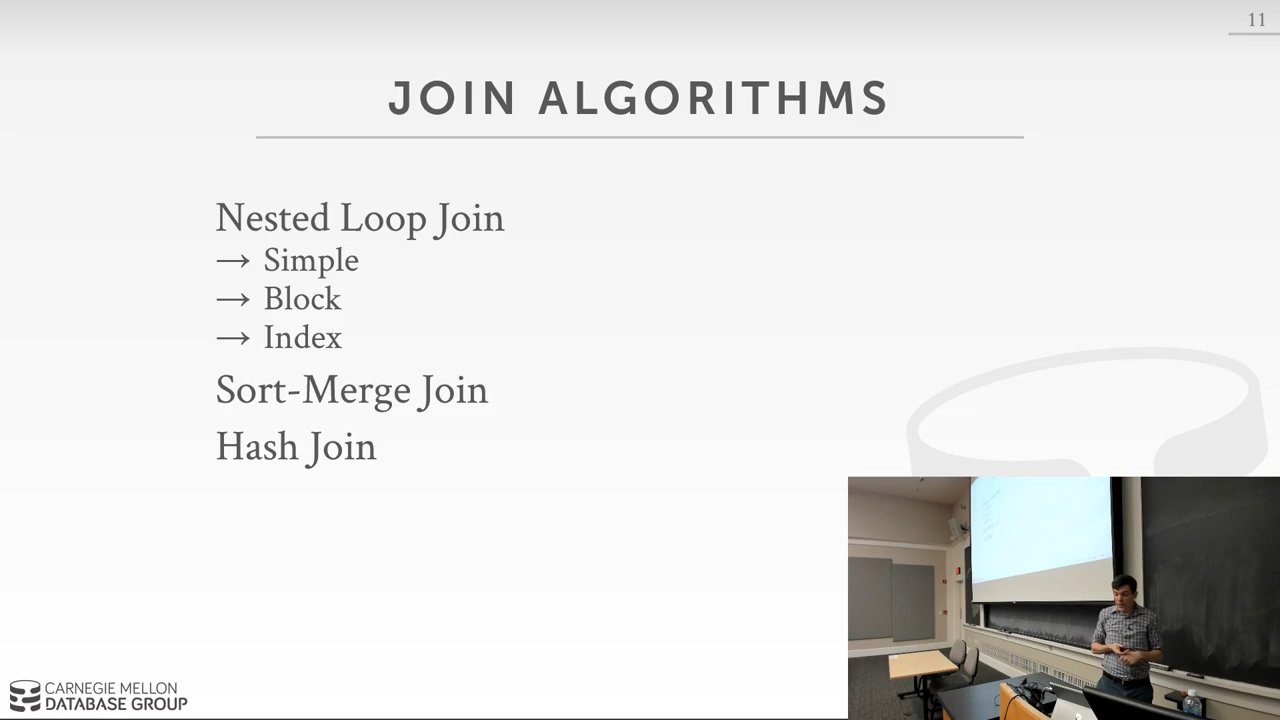 11
JOIN ALGORITHMS
Nested Loop Join
→ Simple
→ Block
→ Index
Sort-Merge Join
Hash Join
CARNEGIE MELLON
DATABASE GROUP